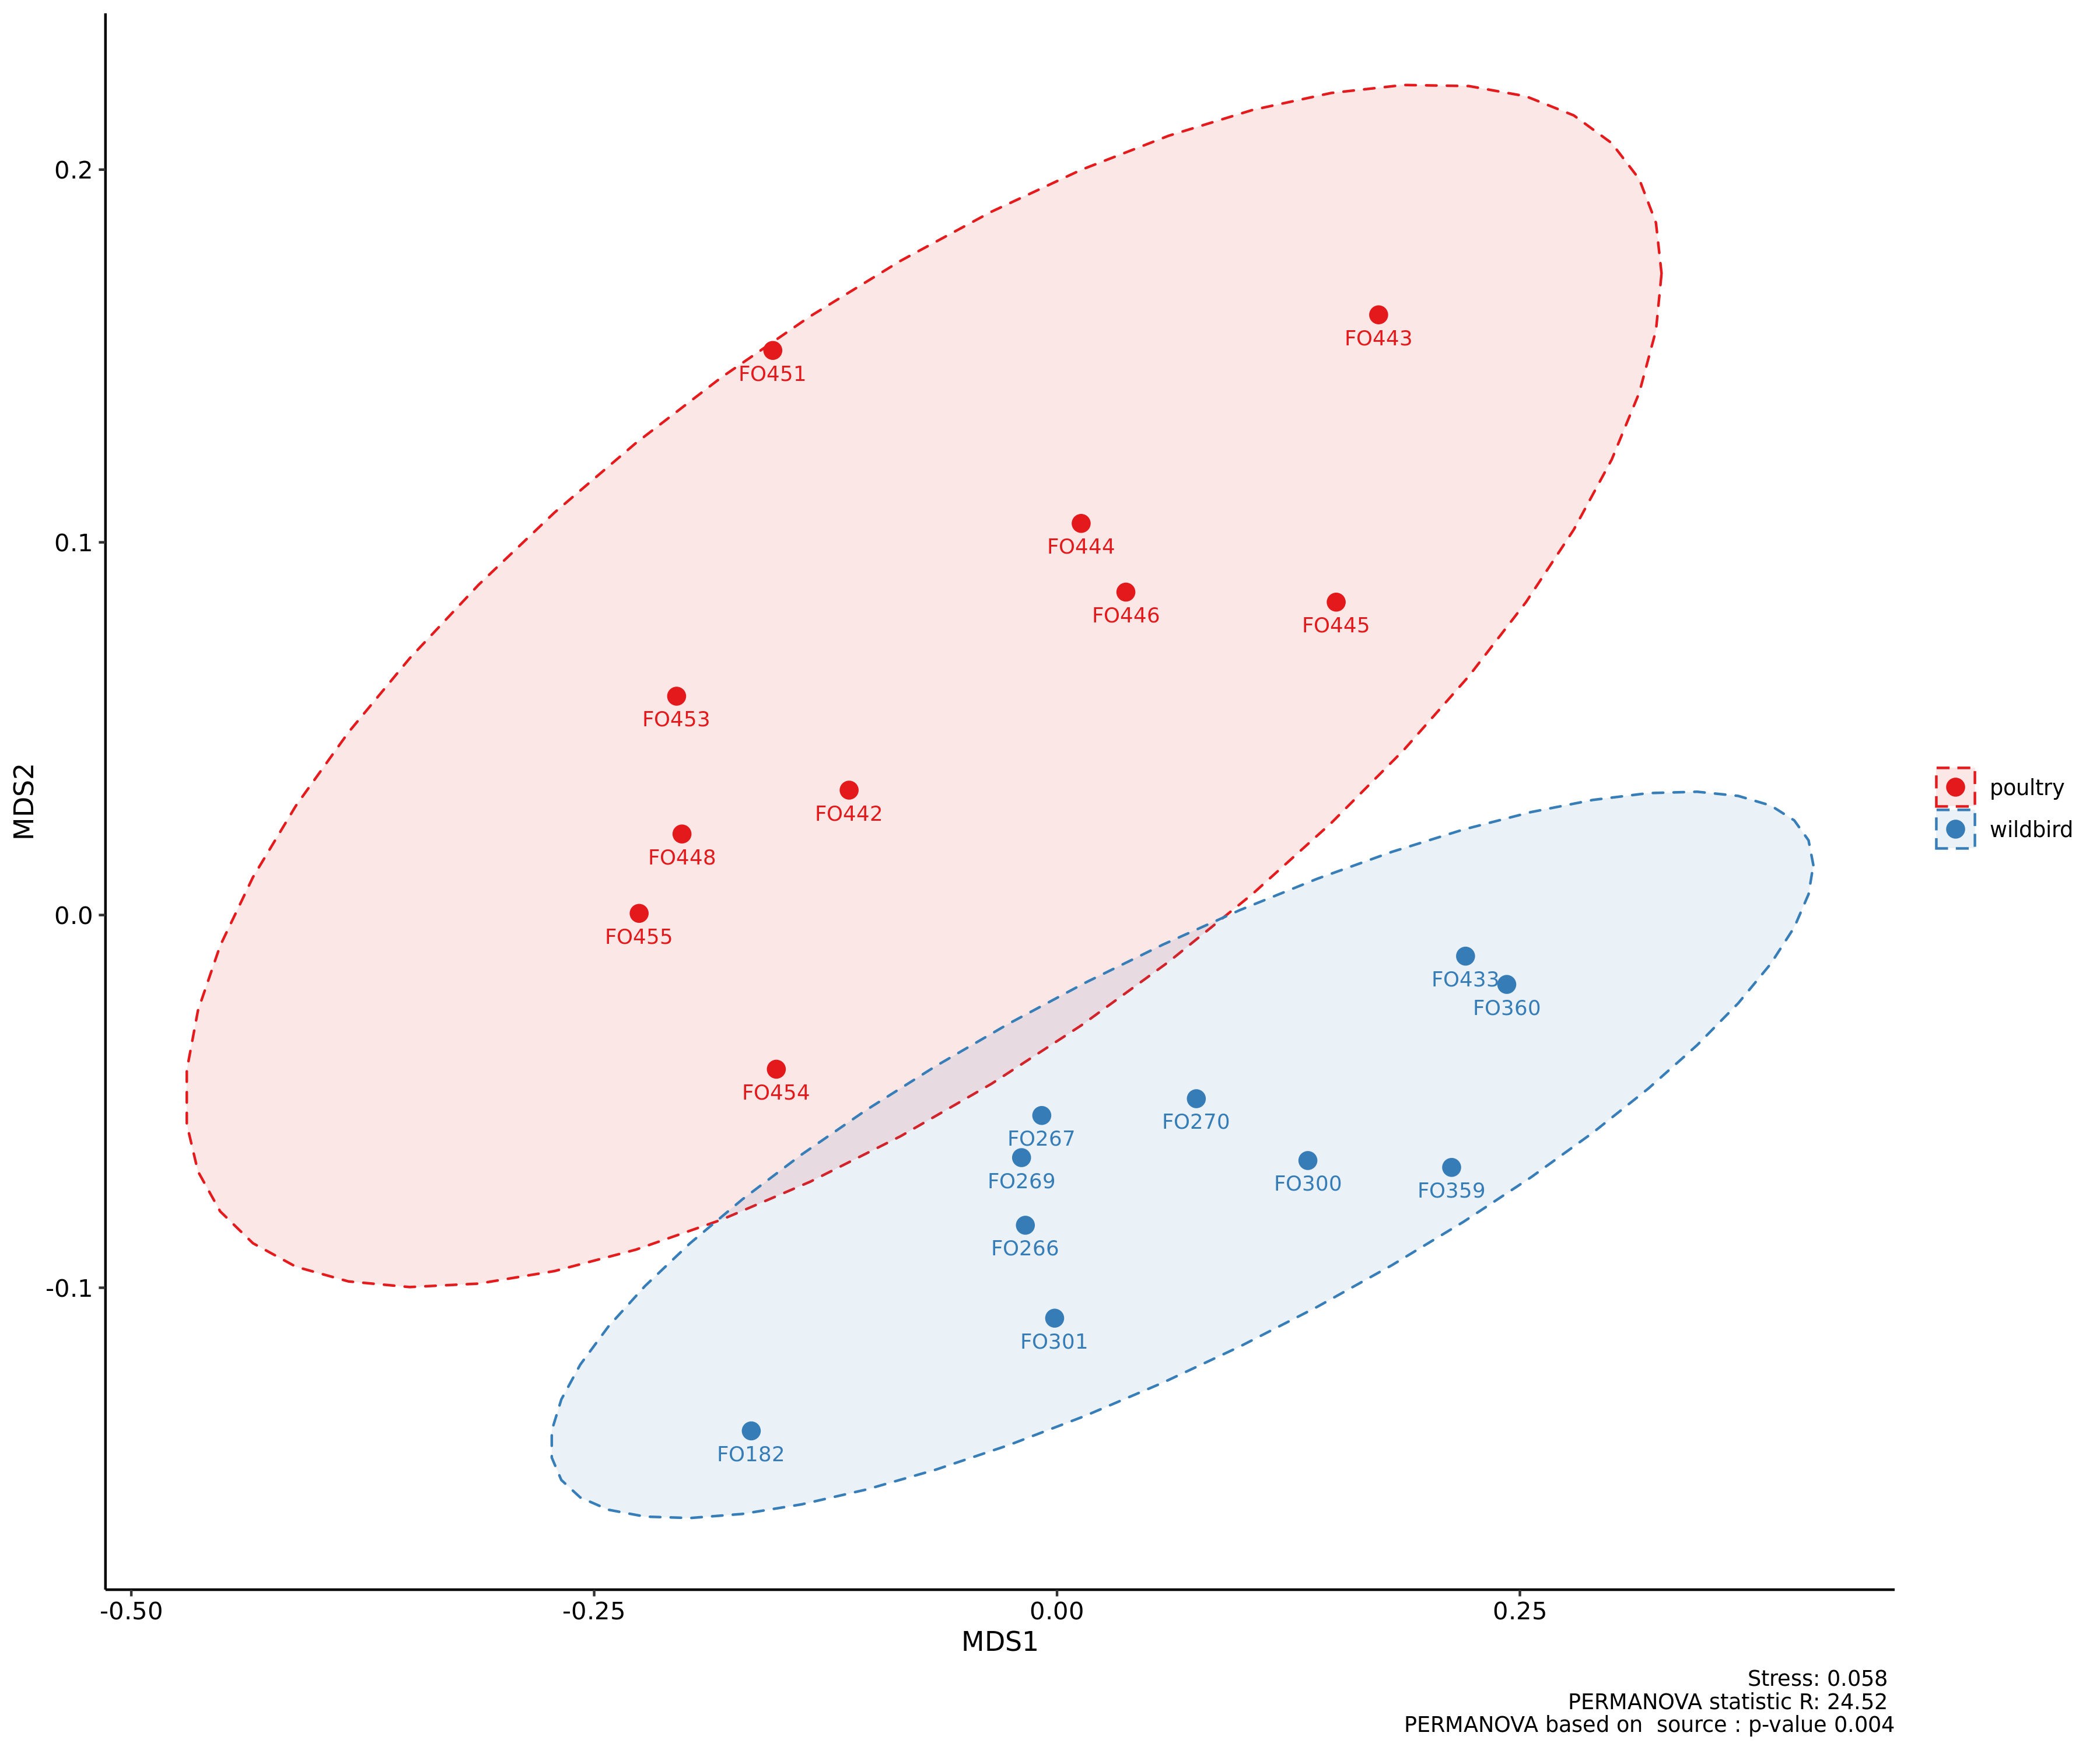 0.2
FO443
FO451
0.1
FO444
FO446
FO445
FO453
poultry
MDS2
FO442
wildbird
FO448
0.0
FO455
FO433
FO360
FO454
FO270
FO267
FO269
FO300
FO359
FO266
-0.1
FO301
FO182
-0.50
-0.25
0.00
0.25
MDS1
Stress: 0.058
PERMANOVA statistic R: 24.52
PERMANOVA based on  source : p-value 0.004